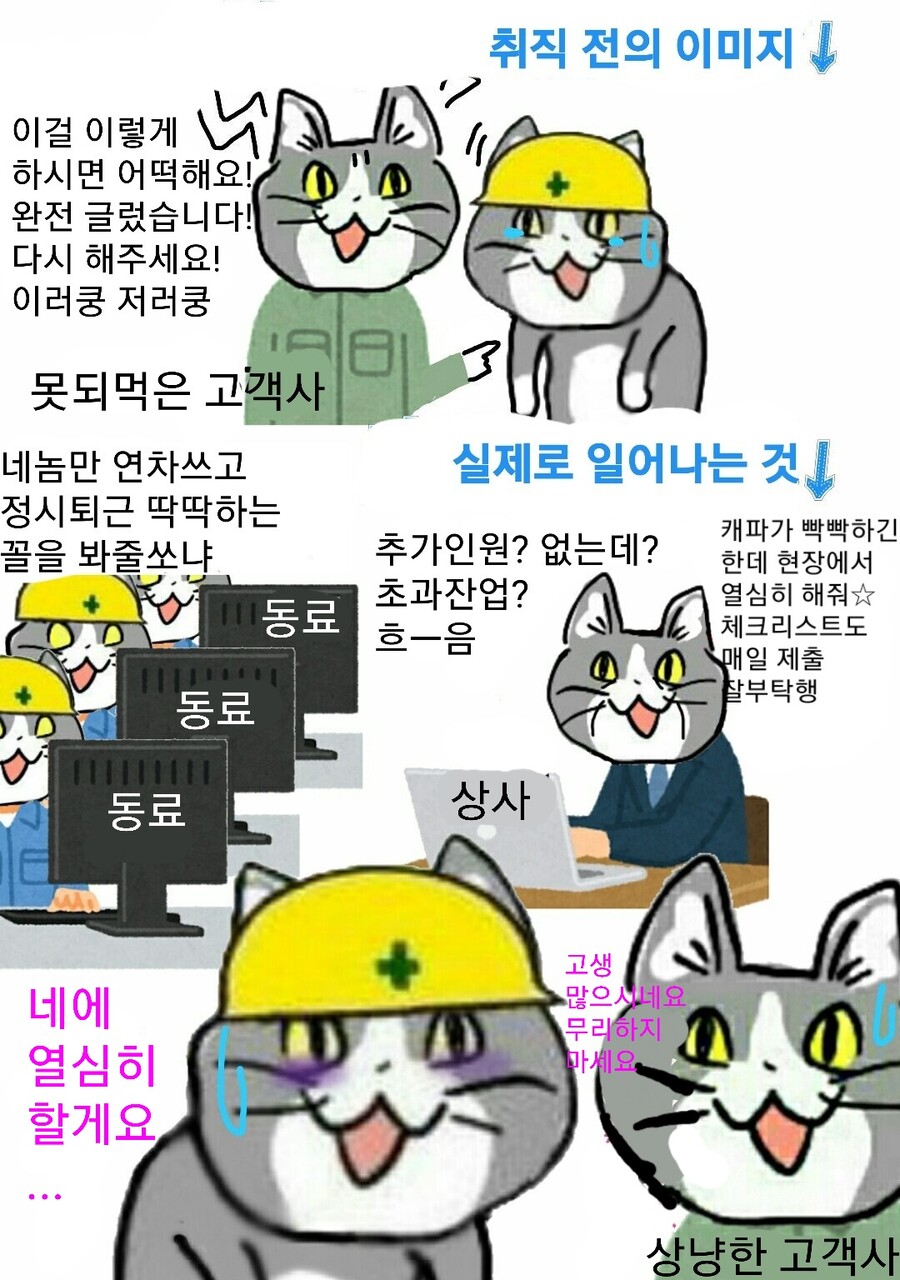 취직 전의 이미지
이걸 이렇게
하시면 어떡해요!
완전 글렀습니다!
다시 해주세요!
이러쿵 저러쿵
못되먹은 고객사
실제로 일어나는 것
네놈만 연차쓰고
정시퇴근 딱딱하는
꼴을 봐줄쏘냐
동료
동료
동료
추가인원? 없는데?
초과잔업?
흐ㅡ음
캐파가 빡빡하긴
한데 현장에서
열심히 해줘☆
체크리스트도
매일 제출
잘부탁행
상사
네에
열심히
할게요
...
고생
많으시네요
무리하지
마세요
상냥한 고객사